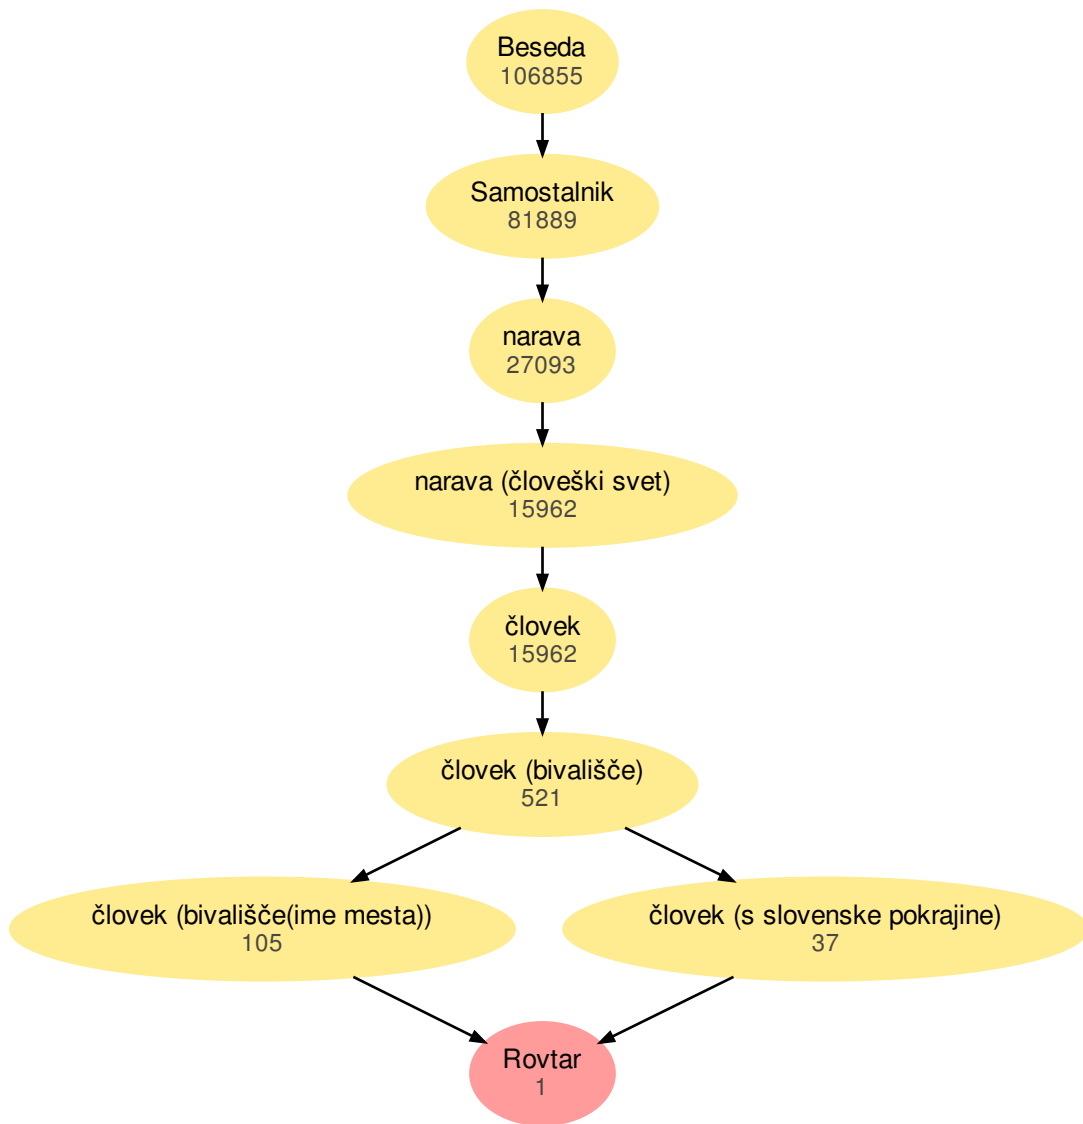 Beseda
106855
Samostalnik
81889
narava
27093
narava (človeški svet)
15962
človek
15962
človek (bivališče)
521
človek (bivališče(ime mesta))
105
človek (s slovenske pokrajine)
37
Rovtar
1